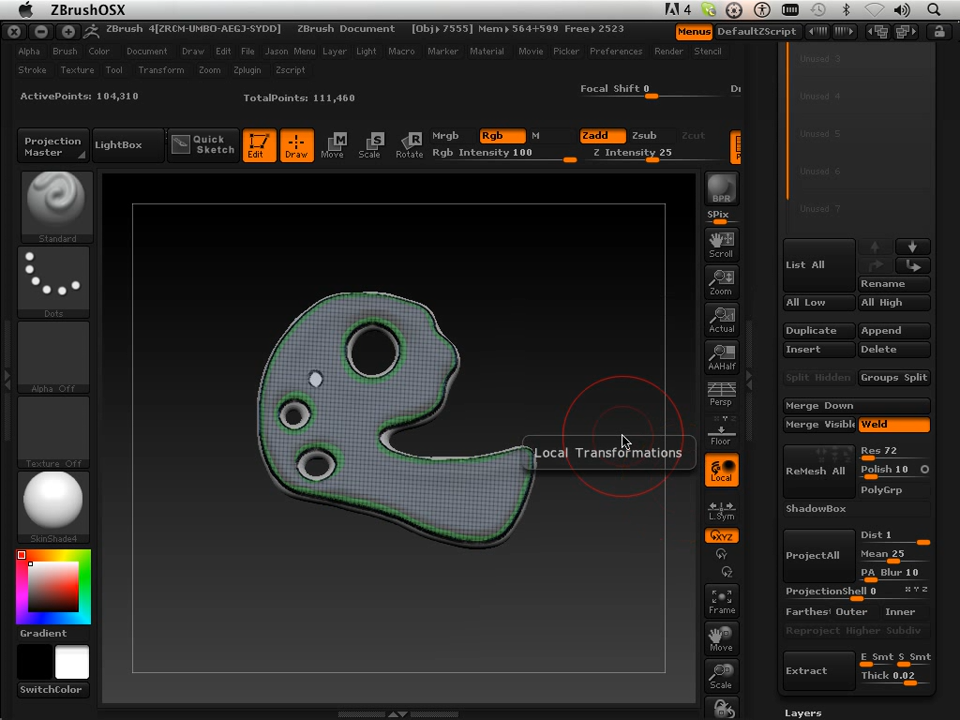 ZBrushOSX
4
ZBrush 4[ZRCM-UMBO-AEGJ-SYDD] ZBrush Document [Obj>7555] Mem>564+599 Free>2523 Menus DefaultZScript
Alpha Brush Color Document Draw Edit File Jason Menu Layer Light Macro Marker Material Movie Picker Preferences Render Stencil
Stroke Texture Tool Transform Zoom Zplugin Zscript
ActivePoints: 104,310 TotalPoints: 111,460
Focal Shift 0
Projection Master
LightBox
Quick Sketch
Edit
Draw
Move
Scale
Rotate
Mrgb Rgb M
Rgb Intensity 100
Zadd Zsub Zcut
Z Intensity 25
Standard
Dots
Alpha Off
Texture Off
SkinShade4
Gradient
SwitchColor
Local Transformations
BPR
SPix
Scroll
Zoom
Actual
AAHalf
Persp
Floor
Local
L.Sym
XYZ
Y
Z
Frame
Move
Scale
Unused 3
Unused 4
Unused 5
Unused 6
Unused 7
List All
Rename
All Low All High
Duplicate Append
Insert Delete
Split Hidden Groups Split
Merge Down
Merge Visible Weld
ReMesh All
Res 72
Polish 10
PolyGrp
ShadowBox
ProjectAll
Dist 1
Mean 25
PA Blur 10
ProjectionShell 0 X Y Z
Farthest Outer Inner
Reproject Higher Subdiv
Extract
E Smt S Smt
Thick 0.02
Layers